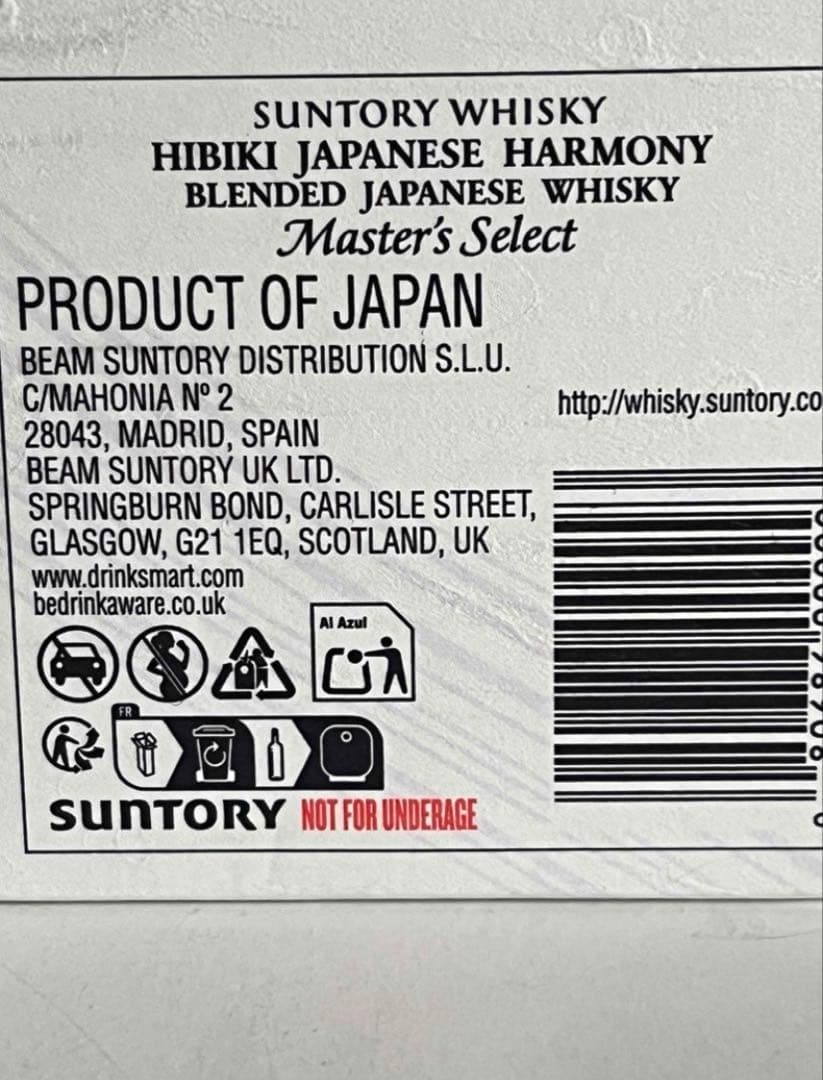 SUNTORY WHISKY
HIBIKI JAPANESE HARMONY
BLENDED JAPANESE WHISKY
Master's Select
PRODUCT OF JAPAN
BEAM SUNTORY DISTRIBUTION S.L.U.
C/MAHONIA Nº 2
28043, MADRID, SPAIN
BEAM SUNTORY UK LTD.
SPRINGBURN BOND, CARLISLE STREET,
GLASGOW, G21 1EQ, SCOTLAND, UK
www.drinksmart.com
bedrinkaware.co.uk
http://whisky.suntory.co
Al Azul
FR
SUNTORY NOT FOR UNDERAGE